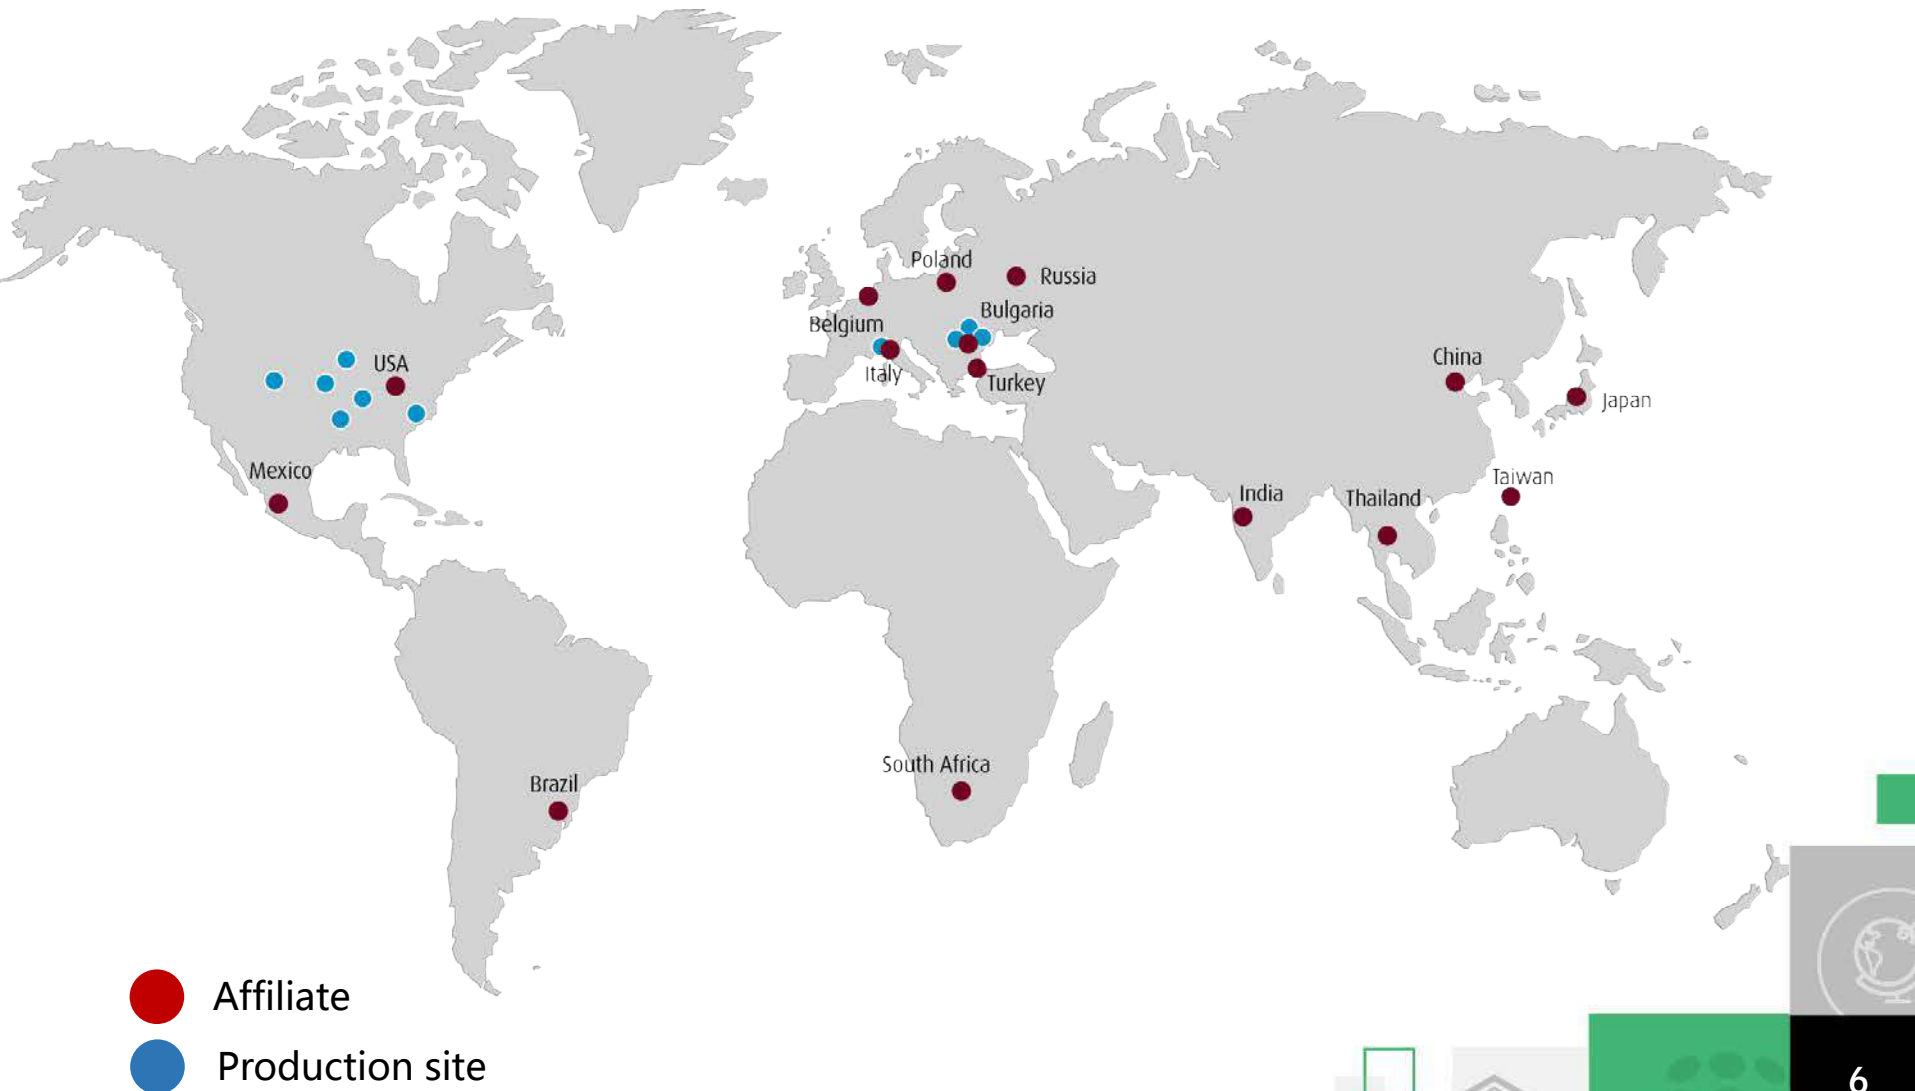 Poland
Russia
Bulgaria
Belgium
Italy
Turkey
USA
China
Japan
Mexico
India
Thailand
Taiwan
South Africa
Brazil
Affiliate
Production site
6